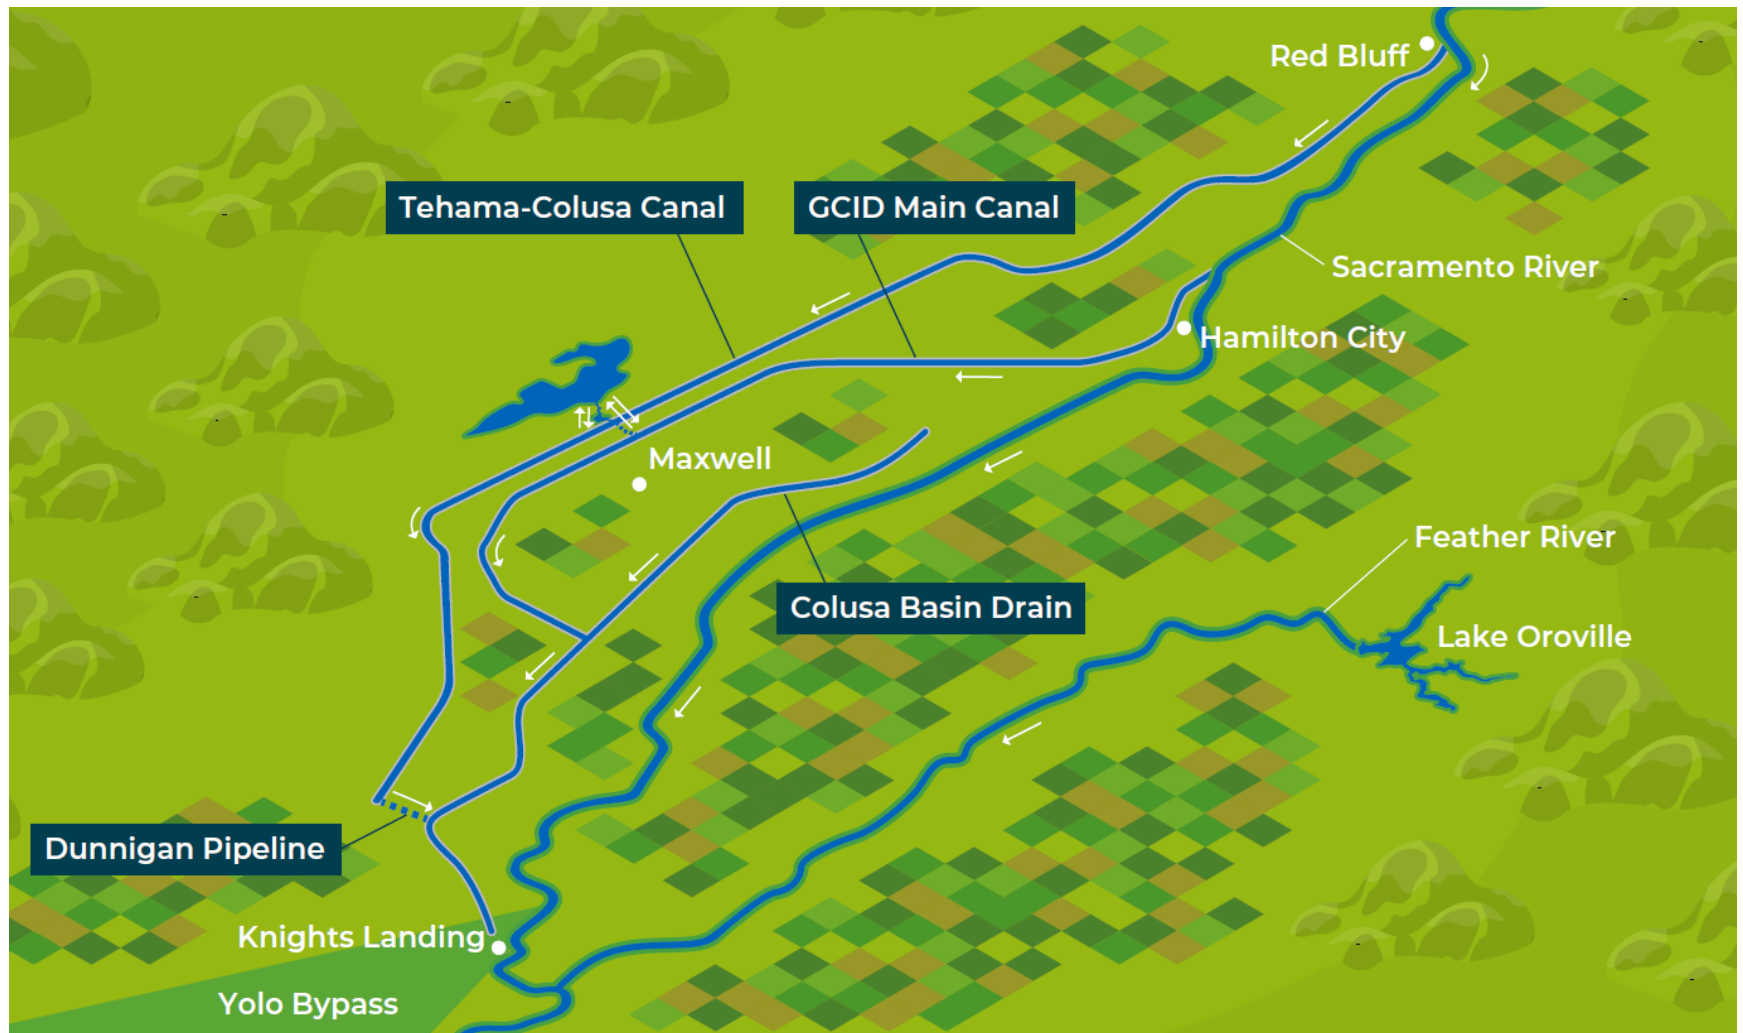 Red Bluff
Tehama-Colusa Canal
GCID Main Canal
Sacramento River
Hamilton City
Maxwell
Feather River
Colusa Basin Drain
Lake Oroville
Dunnigan Pipeline
Knights Landing
Yolo Bypass